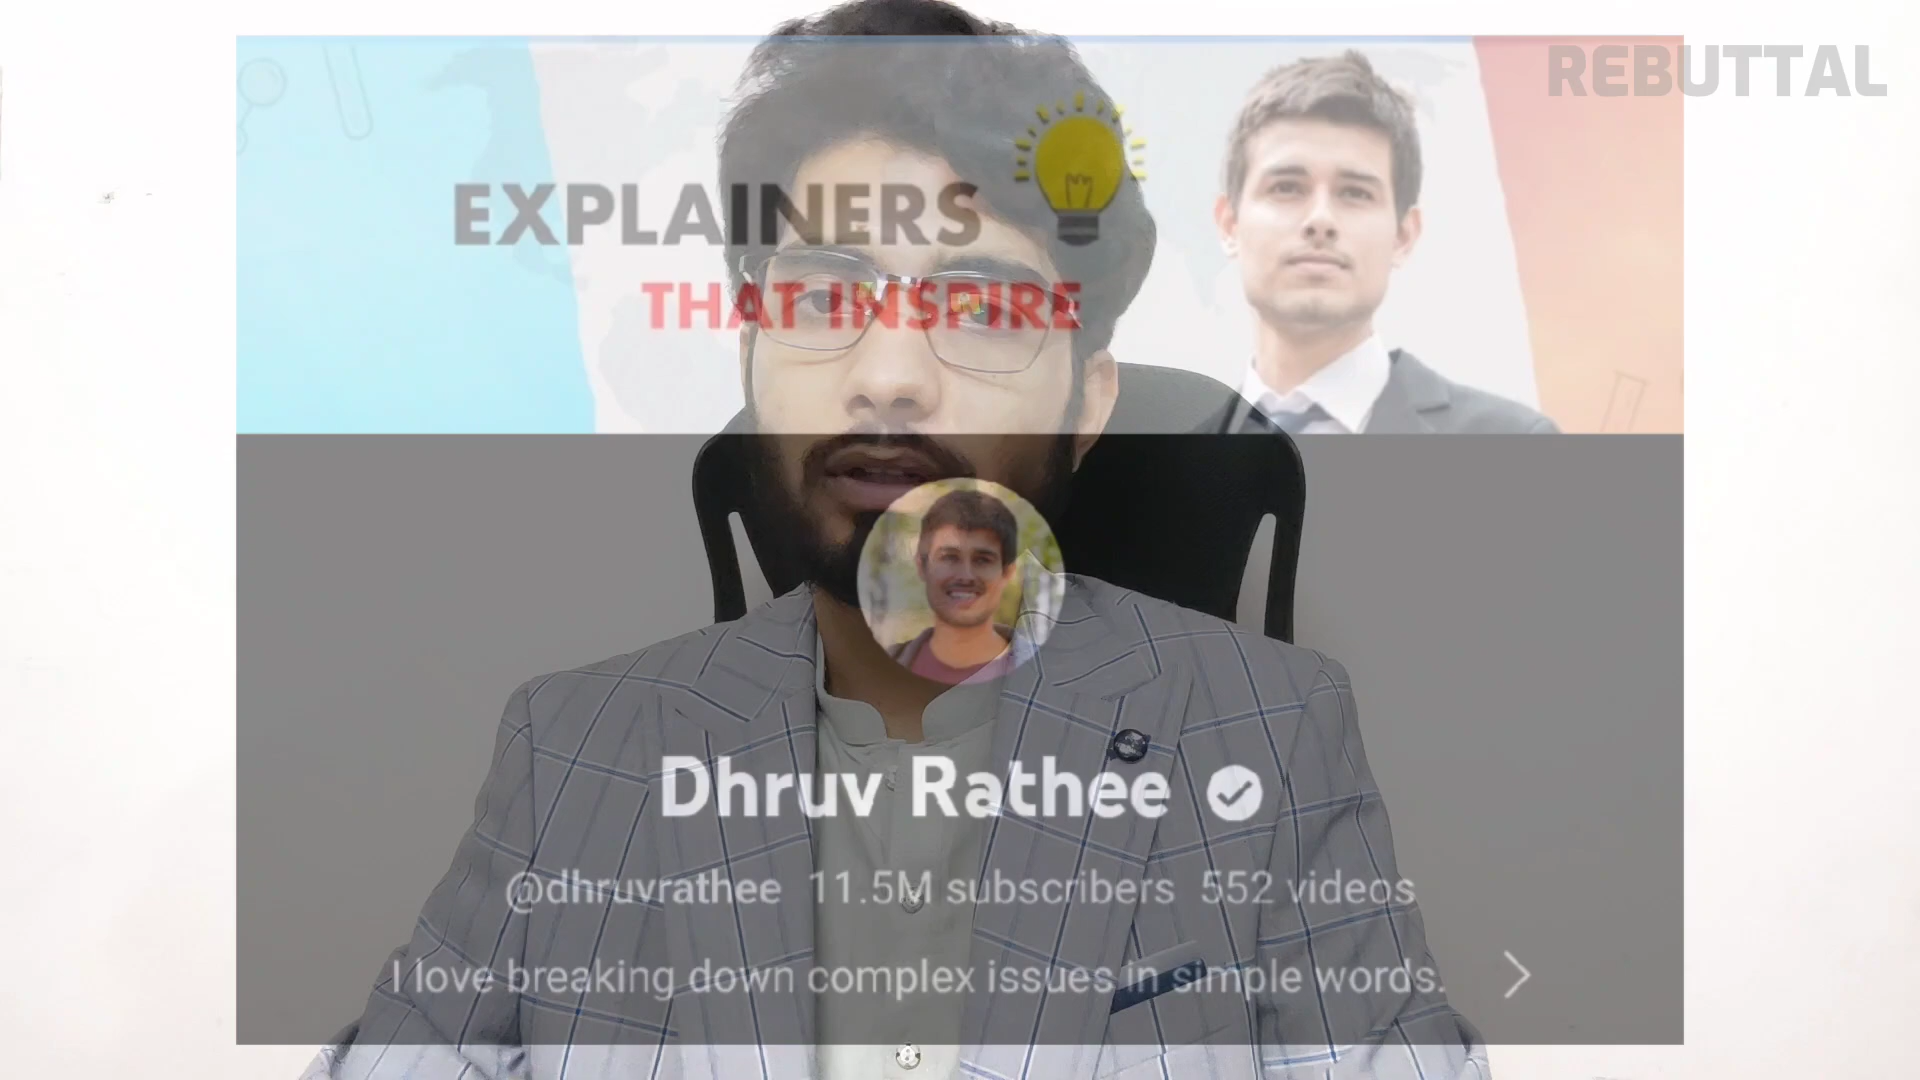 REBUTTAL
EXPLAINERS
THAT INSPIRE
Dhruv Rathee
@dhruvrathee 11.5M subscribers 552 videos
I love breaking down complex issues in simple words.